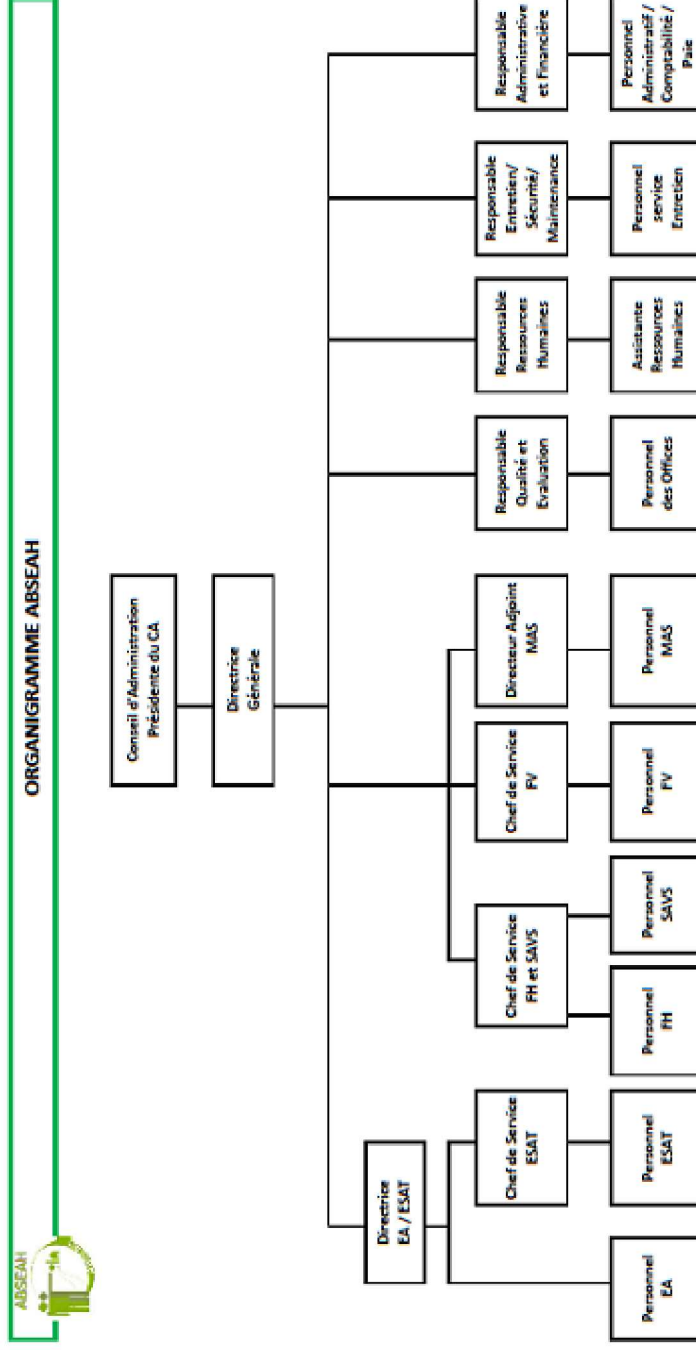 ABSEAH
ORGANIGRAMME ABSEAH
Conseil d'Administration
Présidente du CA
Directrice
Générale
Directrice
EA / ESAT
Chef de Service
ESAT
Chef de Service
FH et SAVS
Chef de Service
FV
Directeur Adjoint
MAS
Responsable
Qualité et
Evaluation
Responsable
Ressources
Humaines
Responsable
Entretien/
Sécurité/
Maintenance
Responsable
Administrative
et Financière
Personnel
EA
Personnel
ESAT
Personnel
FH
Personnel
SAVS
Personnel
FV
Personnel
MAS
Personnel
des Offices
Assistante
Ressources
Humaines
Personnel
service
Entretien
Personnel
Administratif/
Comptabilité /
Paie